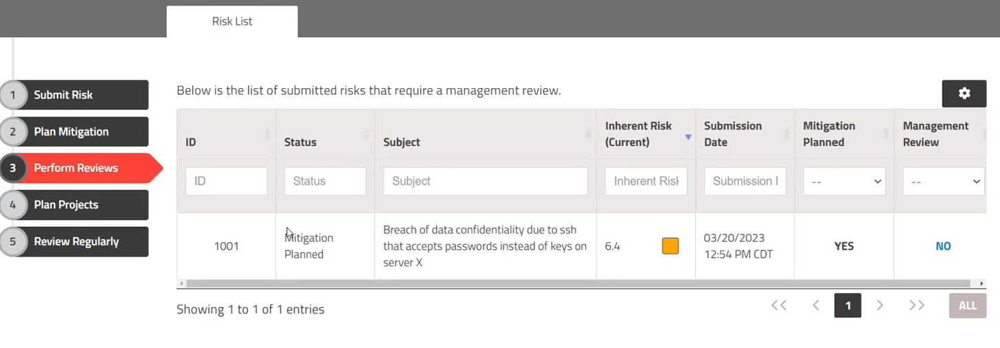 Risk List
1 Submit Risk
2 Plan Mitigation
3 Perform Reviews
4 Plan Projects
5 Review Regularly
Below is the list of submitted risks that require a management review.
ID
Status
Subject
Inherent Risk
(Current)
Submission
Date
Mitigation
Planned
Management
Review
ID
Status
Subject
Inherent Risk
Submission I
--
--
1001
Mitigation
Planned
Breach of data confidentiality due to ssh
that accepts passwords instead of keys on
server X
6.4
03/20/2023
12:54 PM CDT
YES
NO
Showing 1 to 1 of 1 entries
<< < 1 > >> ALL